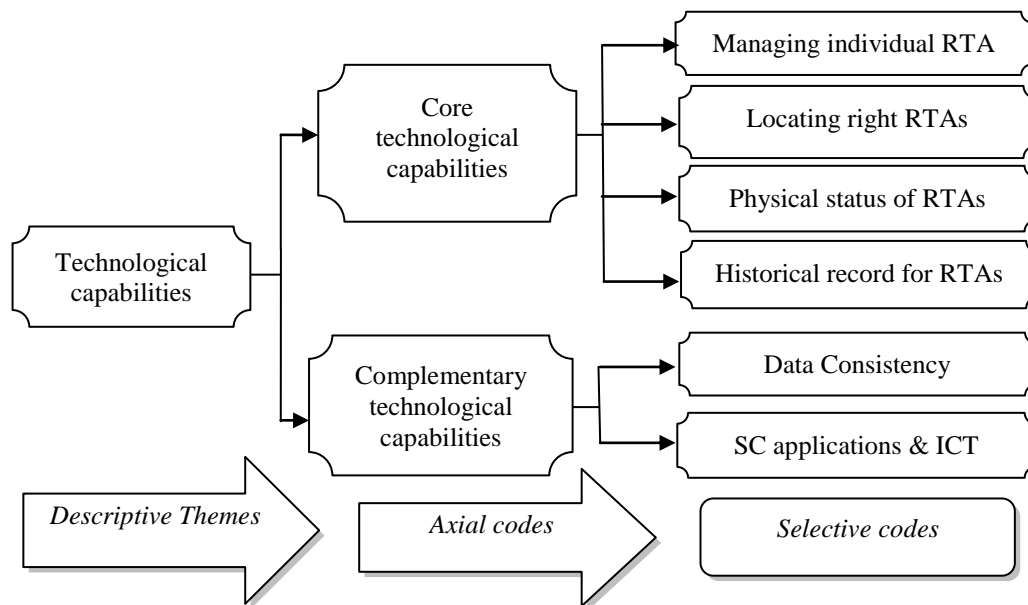 Technological
capabilities
Core
technological
capabilities
Complementary
technological
capabilities
Managing individual RTA
Locating right RTAs
Physical status of RTAs
Historical record for RTAs
Data Consistency
SC applications & ICT
Descriptive Themes
Axial codes
Selective codes